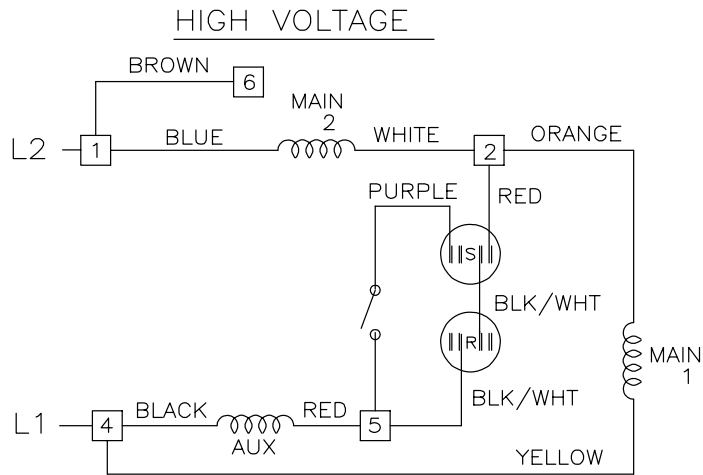 HIGH VOLTAGE
BROWN
6
MAIN
2
L2
1
BLUE
WHITE
2
ORANGE
PURPLE
RED
S
BLK/WHT
R
MAIN
1
BLK/WHT
L1
4
BLACK
AUX
RED
5
YELLOW